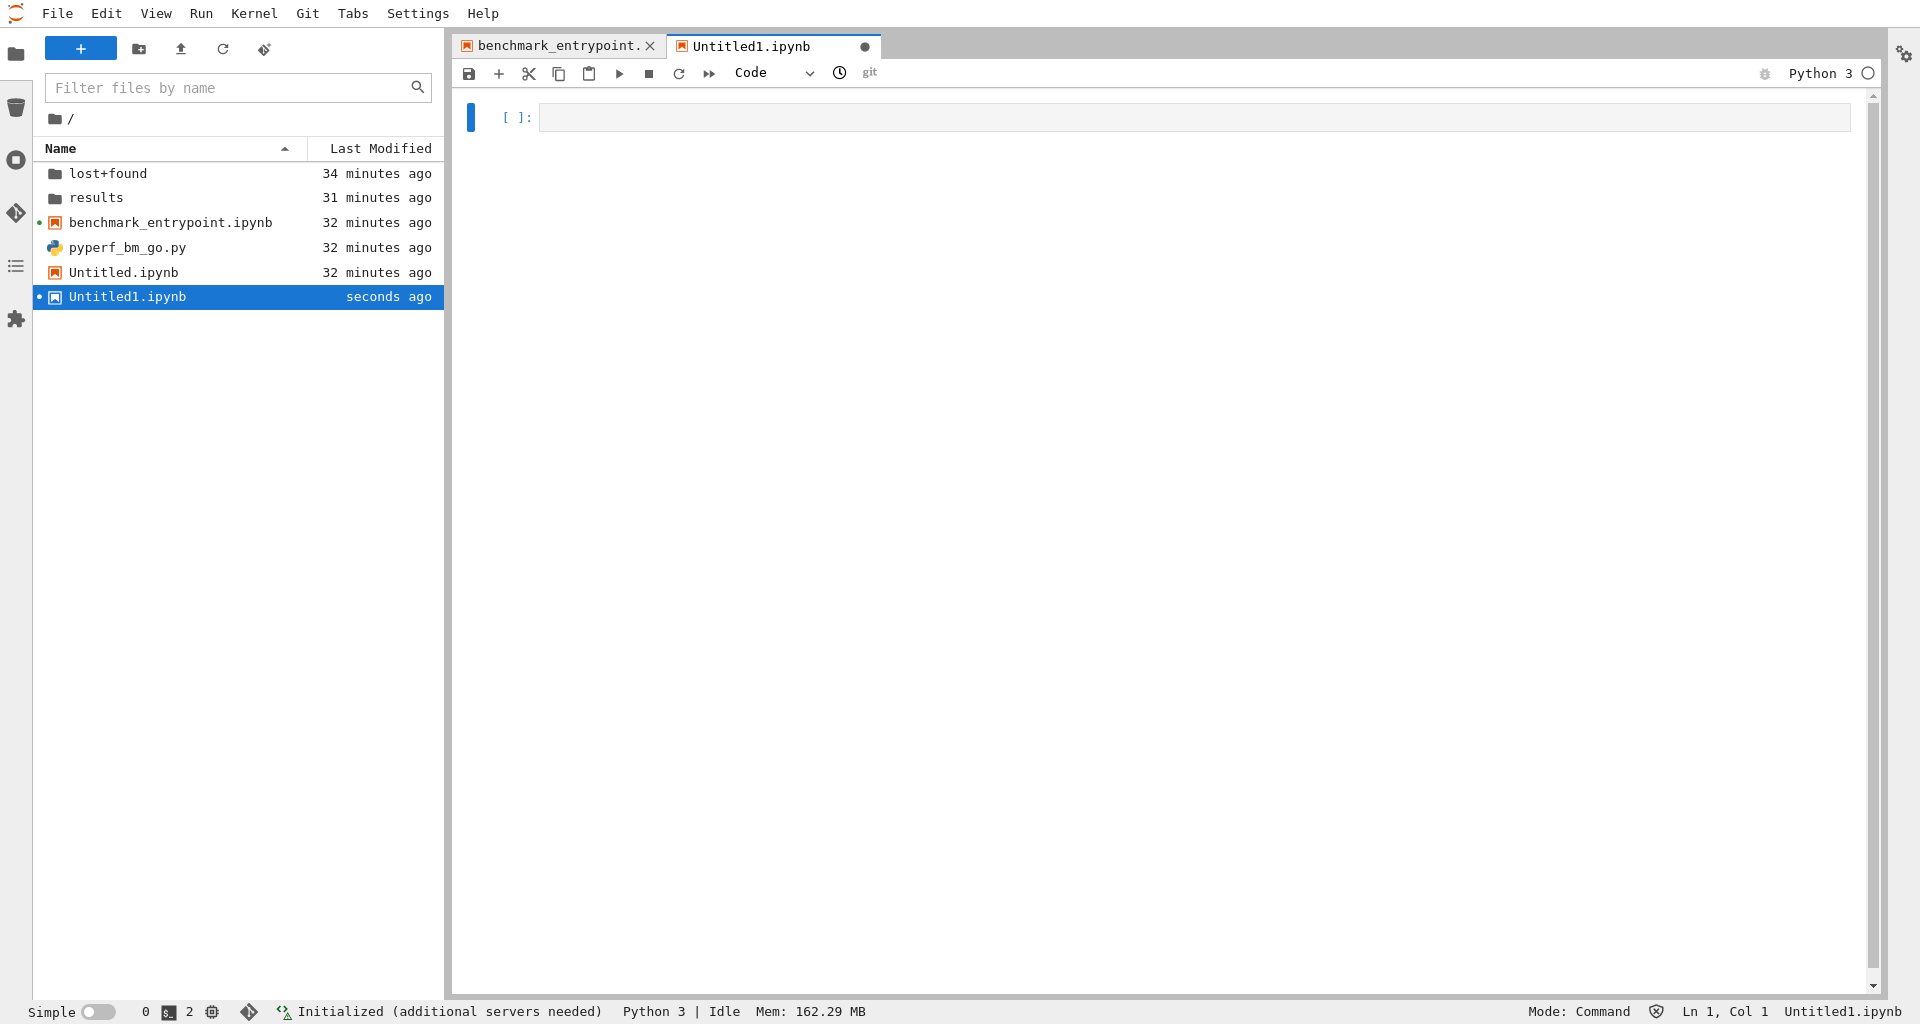 File Edit View Run Kernel Git Tabs Settings Help
Filter files by name
/
Name Last Modified
lost+found 34 minutes ago
results 31 minutes ago
benchmark_entrypoint.ipynb 32 minutes ago
pyperf_bm_go.py 32 minutes ago
Untitled.ipynb 32 minutes ago
Untitled1.ipynb seconds ago
benchmark_entrypoint. Untitled1.ipynb
Code git Python 3
[ ]:
Simple 0 $_ 2 Initialized (additional servers needed) Python 3 | Idle Mem: 162.29 MB Mode: Command Ln 1, Col 1 Untitled1.ipynb